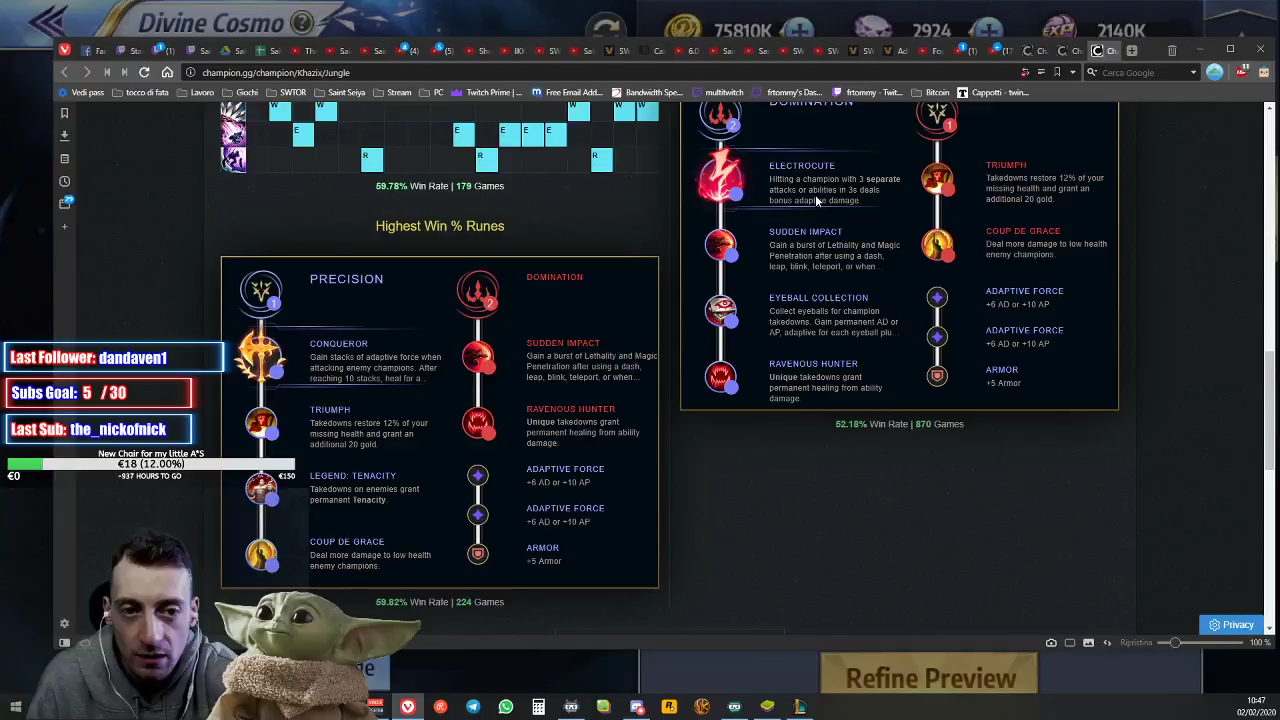 Divine Cosmo
75810K
2924
2140K
champion.gg/champion/Khazix/Jungle
Cerca Google
Vedi pass
tocco di fata
Lavoro
Giochi
SWTOR
Saint Seiya
Stream
PC
Twitch Prime |...
Free Email Add...
Bandwidth Spe...
multitwitch
frtommy's Das...
frtommy - Twi...
Bitcoin
Cappotti - twin...
W W W W W
E E E E E
R R R
59.78% Win Rate | 179 Games
Highest Win % Runes
PRECISION
1
CONQUEROR
Gain stacks of adaptive force when
attacking enemy champions. After
reaching 10 stacks, heal for a..
TRIUMPH
Takedowns restore 12% of your
missing health and grant an
additional 20 gold.
LEGEND: TENACITY
Takedowns on enemies grant
permanent Tenacity.
COUP DE GRACE
Deal more damage to low health
enemy champions.
DOMINATION
2
SUDDEN IMPACT
Gain a burst of Lethality and Magic
Penetration after using a dash,
leap, blink, teleport, or when...
RAVENOUS HUNTER
Unique takedowns grant
permanent healing from ability
damage.
ADAPTIVE FORCE
+6 AD or +10 AP
ADAPTIVE FORCE
+6 AD or +10 AP
ARMOR
+5 Armor
59.82% Win Rate | 224 Games
DOMINATION
2
ELECTROCUTE
Hitting a champion with 3 separate
attacks or abilities in 3s deals
bonus adaptive damage.
SUDDEN IMPACT
Gain a burst of Lethality and Magic
Penetration after using a dash,
leap, blink, teleport, or when...
EYEBALL COLLECTION
Collect eyeballs for champion
takedowns. Gain permanent AD or
AP, adaptive for each eyeball plu...
RAVENOUS HUNTER
Unique takedowns grant
permanent healing from ability
damage.
1
TRIUMPH
Takedowns restore 12% of your
missing health and grant an
additional 20 gold.
COUP DE GRACE
Deal more damage to low health
enemy champions.
ADAPTIVE FORCE
+6 AD or +10 AP
ADAPTIVE FORCE
+6 AD or +10 AP
ARMOR
+5 Armor
52.18% Win Rate | 870 Games
Last Follower: dandaven1
Subs Goal: 5 / 30
Last Sub: the_nickofnick
New Chair for my little A*S
€18 (12.00%)
€0
+937 HOURS TO GO
€150
Privacy
Ripristina
100 %
Refine Preview
10:47
02/02/2020